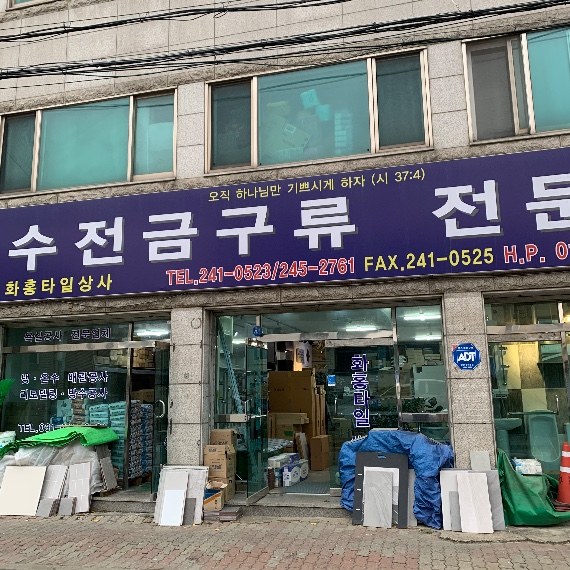 오직 하나님만 기쁘시게 하자 (시 37:4)
수전금구류 전문
화홍타일상사
TEL.241-0523/245-2761 FAX.241-0525 H.P. 0
욕실공사 전문업체
냉·온수 배관공사
리모델링·방수공사
TEL.
화홍타일
ADT